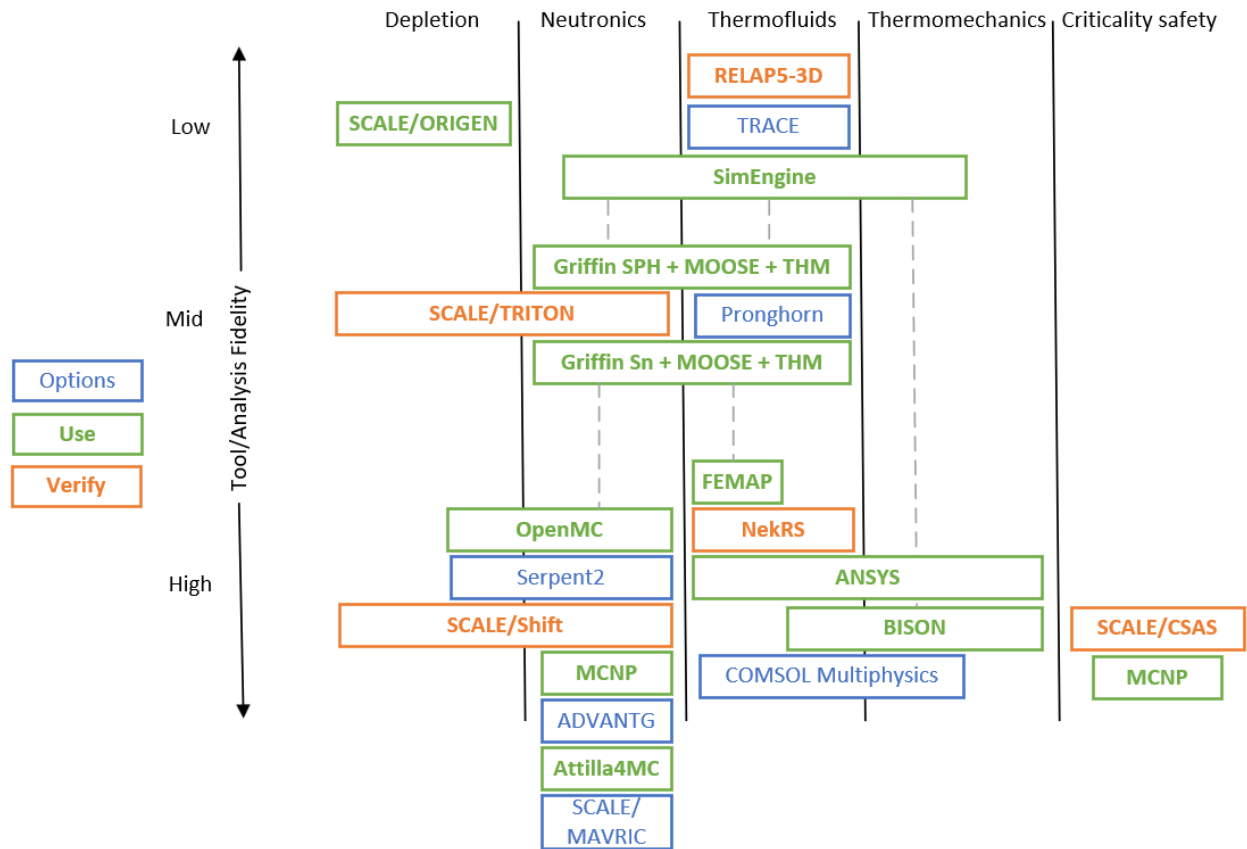 Depletion
Neutronics
Thermofluids
Thermomechanics
Criticality safety
Low
Mid
High
Tool/Analysis Fidelity
Options
Use
Verify
RELAP5-3D
SCALE/ORIGEN
TRACE
SimEngine
Griffin SPH + MOOSE + THM
SCALE/TRITON
Pronghorn
Griffin Sn + MOOSE + THM
FEMAP
OpenMC
NekRS
Serpent2
ANSYS
SCALE/Shift
BISON
SCALE/CSAS
MCNP
COMSOL Multiphysics
MCNP
ADVANTG
Attilla4MC
SCALE/
MAVRIC